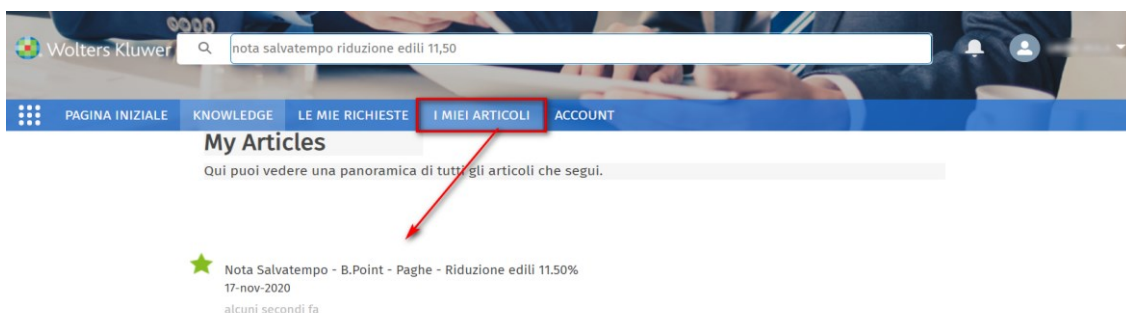 Wolters Kluwer
nota salvatempo riduzione edili 11,50
PAGINA INIZIALE KNOWLEDGE LE MIE RICHIESTE I MIEI ARTICOLI ACCOUNT
My Articles
Qui puoi vedere una panoramica di tutti gli articoli che segui.
Nota Salvatempo - B.Point - Paghe - Riduzione edili 11.50%
17-nov-2020
alcuni secondi fa